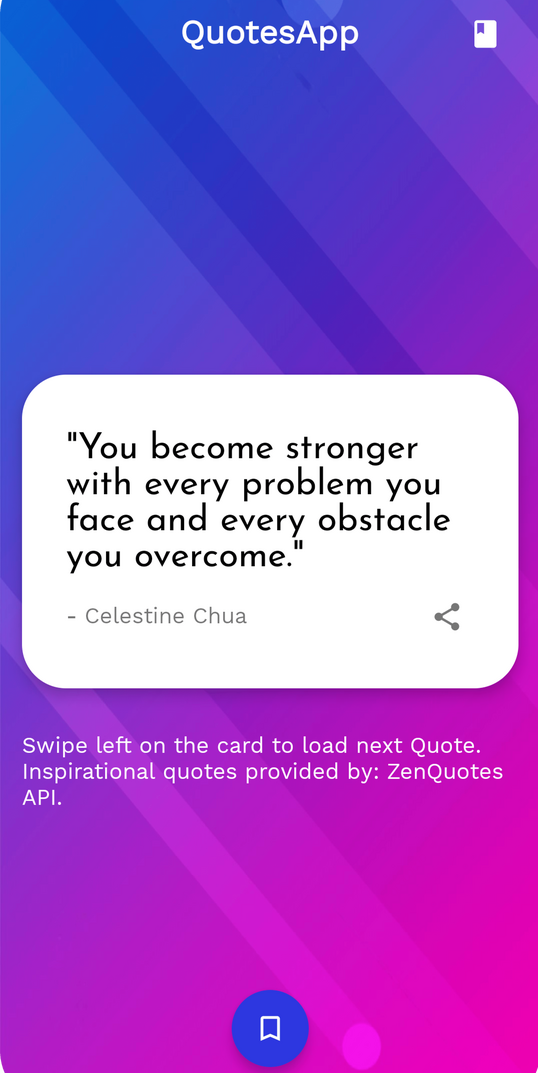 QuotesApp
"You become stronger
with every problem you
face and every obstacle
you overcome."
- Celestine Chua
Swipe left on the card to load next Quote.
Inspirational quotes provided by: ZenQuotes
API.